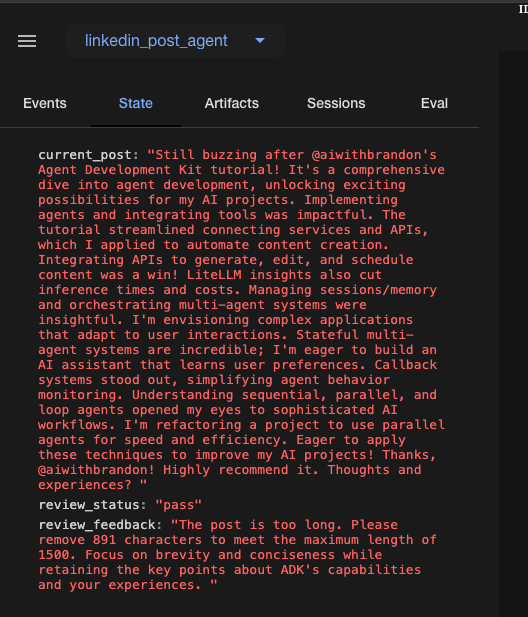 ID
linkedin_post_agent
Events State Artifacts Sessions Eval
current_post: "Still buzzing after @aiwithbrandon's
Agent Development Kit tutorial! It's a comprehensive
dive into agent development, unlocking exciting
possibilities for my AI projects. Implementing
agents and integrating tools was impactful. The
tutorial streamlined connecting services and APIs,
which I applied to automate content creation.
Integrating APIs to generate, edit, and schedule
content was a win! LiteLLM insights also cut
inference times and costs. Managing sessions/memory
and orchestrating multi-agent systems were
insightful. I'm envisioning complex applications
that adapt to user interactions. Stateful multi-
agent systems are incredible; I'm eager to build an
AI assistant that learns user preferences. Callback
systems stood out, simplifying agent behavior
monitoring. Understanding sequential, parallel, and
loop agents opened my eyes to sophisticated AI
workflows. I'm refactoring a project to use parallel
agents for speed and efficiency. Eager to apply
these techniques to improve my AI projects! Thanks,
@aiwithbrandon! Highly recommend it. Thoughts and
experiences? "
review_status: "pass"
review_feedback: "The post is too long. Please
remove 891 characters to meet the maximum length of
1500. Focus on brevity and conciseness while
retaining the key points about ADK's capabilities
and your experiences. "